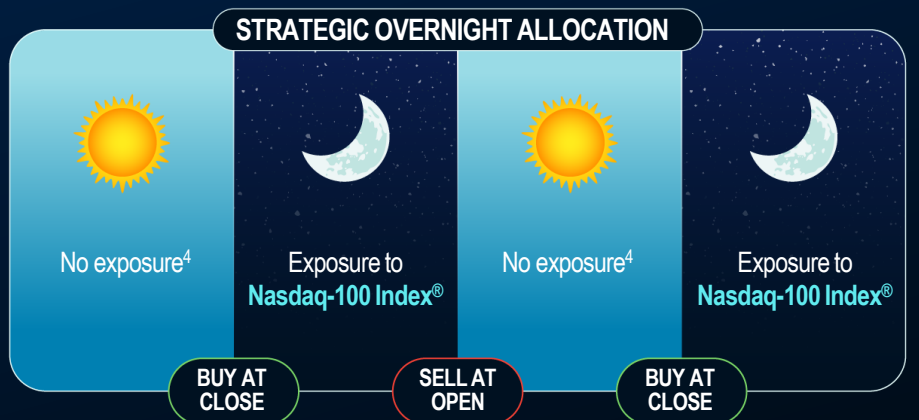 STRATEGIC OVERNIGHT ALLOCATION
No exposure⁴
Exposure to
Nasdaq-100 Index®
No exposure⁴
Exposure to
Nasdaq-100 Index®
BUY AT
CLOSE
SELL AT
OPEN
BUY AT
CLOSE